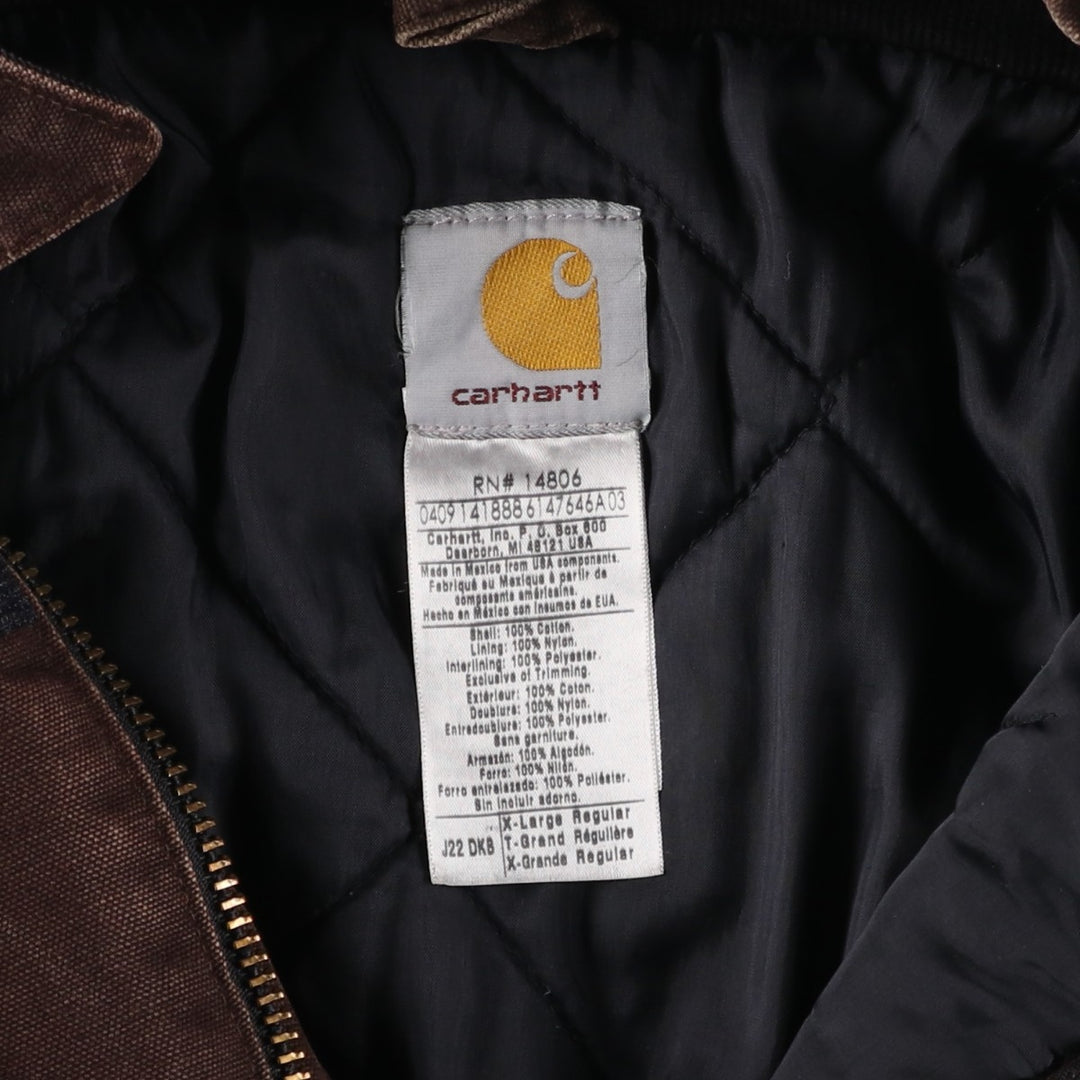 carhartt
RN# 14806
0409141888 6147646A03
Carhartt, Inc. P. O. Box 600
Dearborn, MI 48121 USA
Made in Mexico from USA components.
Fabriqué au Mexique à partir de
composants américains.
Hecho en México con insumos de EUA.
Shell: 100% Cotton.
Lining: 100% Nylon.
Interlining: 100% Polyester.
Exclusive of Trimming.
Extérieur: 100% Coton.
Doublure: 100% Nylon.
Entredoublure: 100% Polyester.
Sans garniture.
Armazón: 100% Algodón.
Forro: 100% Nilón.
Forro entrelazado: 100% Poliéster.
Sin incluir adorno.
J22 DKB
X-Large Regular
T-Grand Régulière
X-Grande Regular